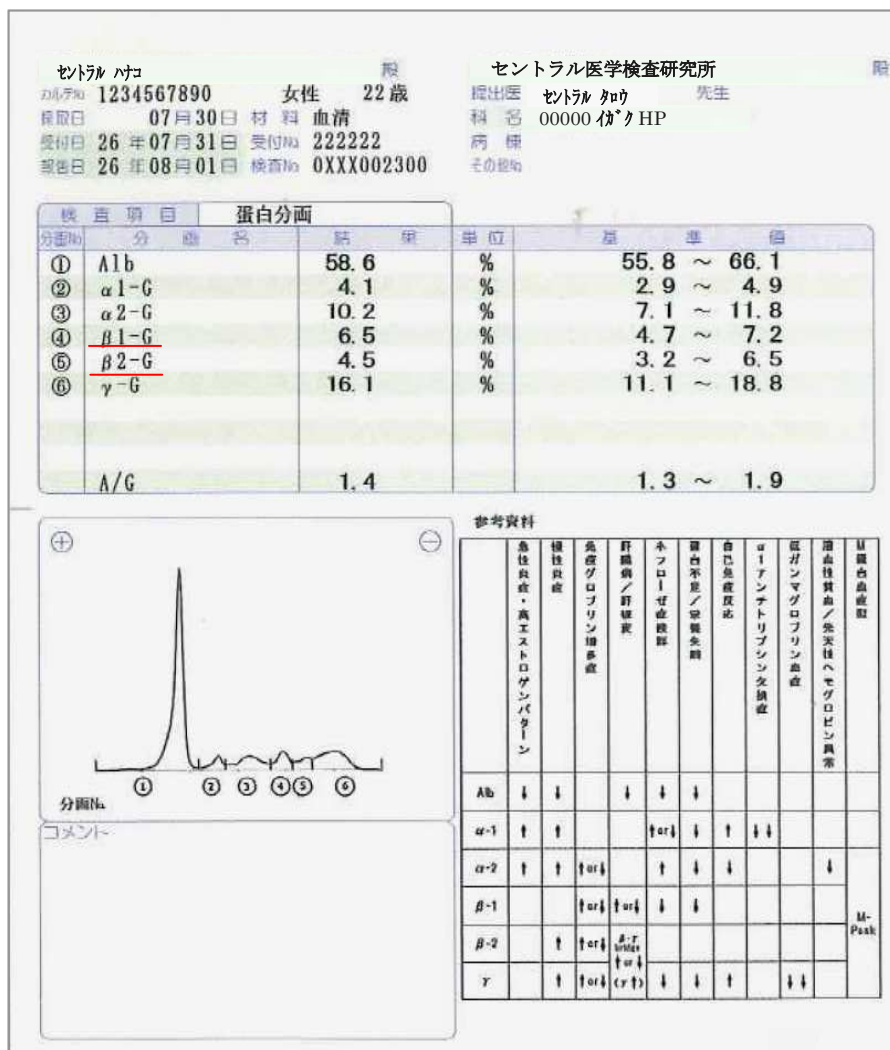 セントラル ハナコ 殿
カルテNo 1234567890 女性 22歳
採取日 07月30日 材料 血清
受付日 26年07月31日 受付No 222222
報告日 26年08月01日 検査No 0XXX002300
セントラル医学検査研究所 殿
提出医 セントラル タロウ 先生
科名 00000 イガク HP
病棟
その他No
検査項目 蛋白分画
分画No 分画名 結果 単位 基準値
① Alb 58.6 % 55.8 ～ 66.1
② α1-G 4.1 % 2.9 ～ 4.9
③ α2-G 10.2 % 7.1 ～ 11.8
④ β1-G 6.5 % 4.7 ～ 7.2
⑤ β2-G 4.5 % 3.2 ～ 6.5
⑥ γ-G 16.1 % 11.1 ～ 18.8
A/G 1.4 1.3 ～ 1.9
⊕ ⊖
① ② ③ ④ ⑤ ⑥
分画No.
コメント
参考資料
急性炎症・高エストロゲンパターン
慢性炎症
免疫グロブリン増多症
肝臓病/肝硬変
ネフローゼ症候群
蛋白不足/栄養失調
自己免疫反応
α1アンチトリプシン欠損症
低ガンマグロブリン血症
溶血性貧血/先天性ヘモグロビン異常
M蛋白血症型
Alb ↓ ↓ ↓ ↓ ↓
α-1 ↑ ↑ ↑or↓ ↓ ↑ ↓↓
α-2 ↑ ↑ ↑or↓ ↑ ↓ ↓ ↓
β-1 ↑or↓ ↑or↓ ↓ ↓
β-2 ↑ ↑or↓ β-γ
γ ↑ ↑or↓ ↑or↓ (γ↑) ↓ ↓ ↑ ↓↓
M-Peak